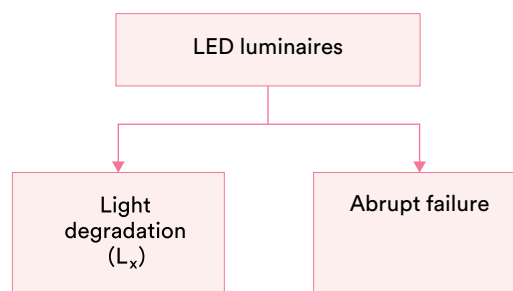 LED luminaires
Light
degradation
(Lₓ)
Abrupt failure